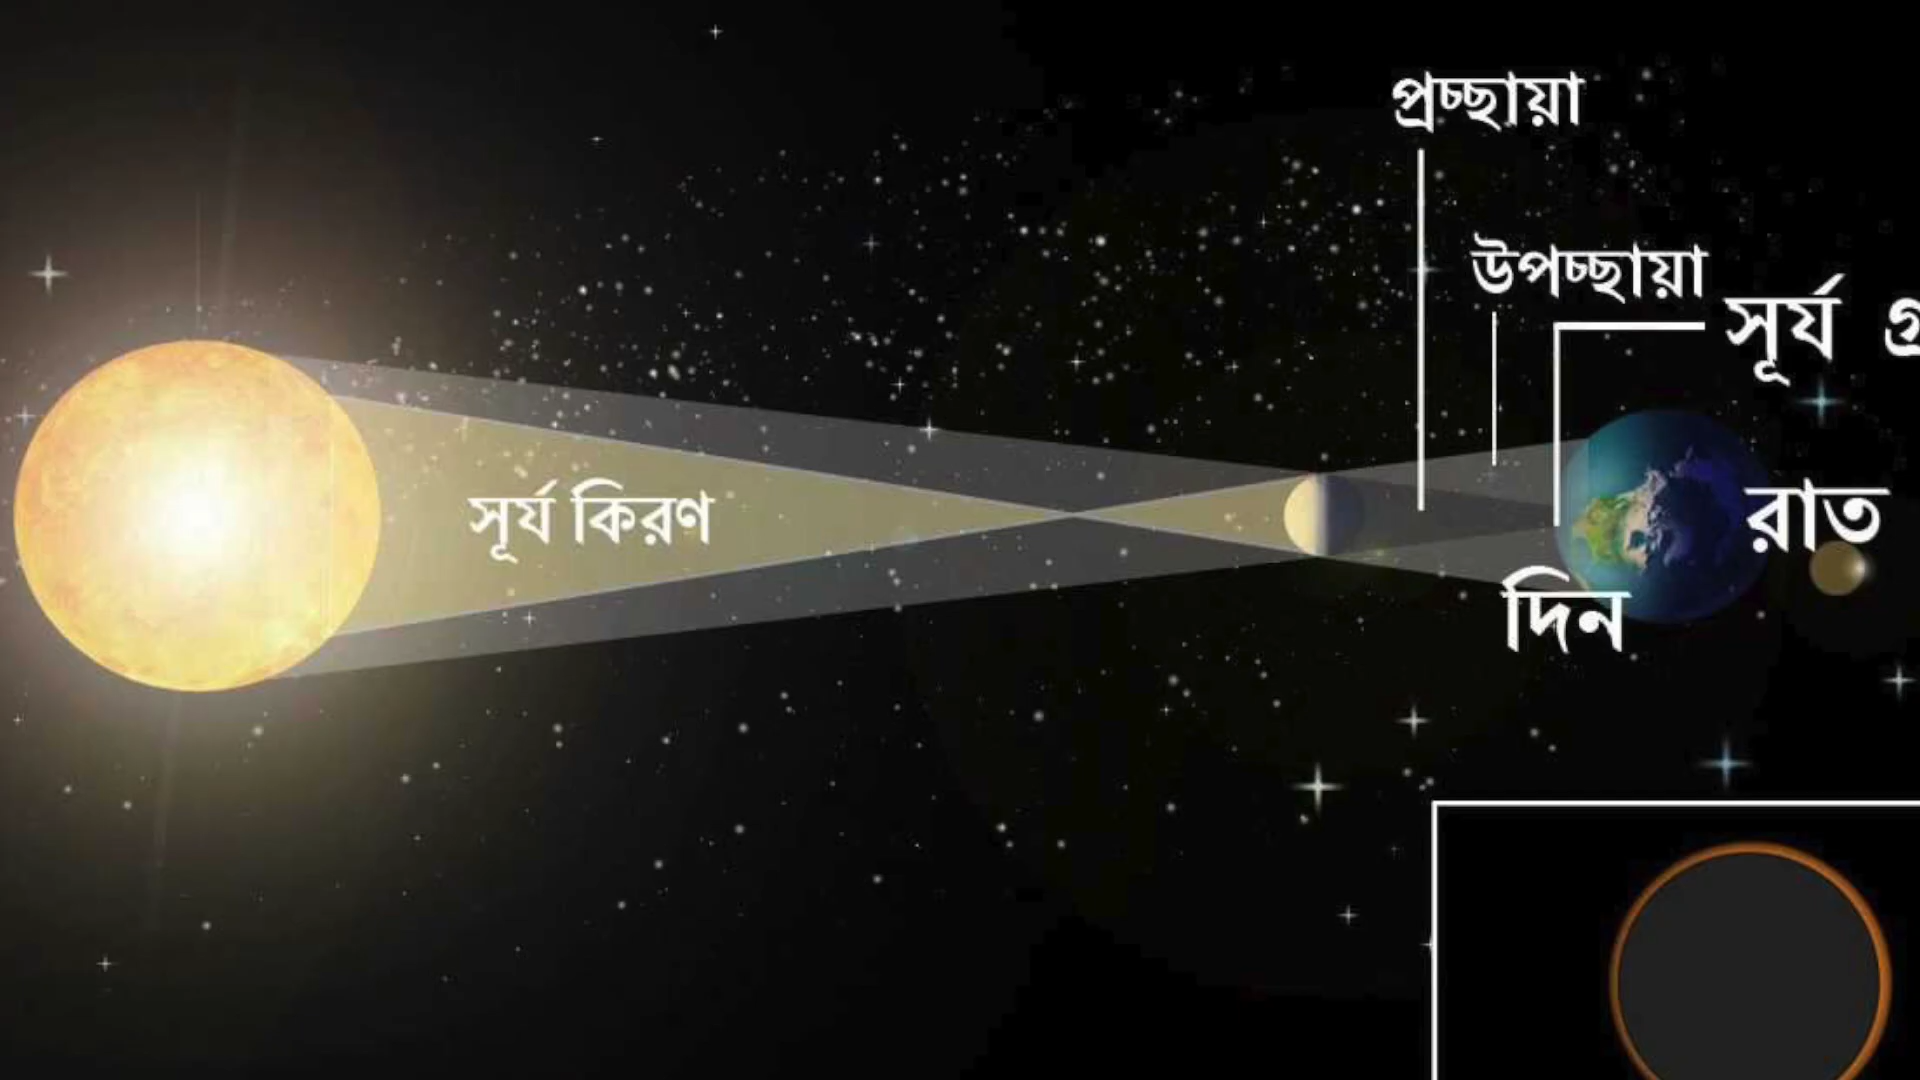 প্রচ্ছায়া
উপচ্ছায়া
সূর্য
সূর্য কিরণ
রাত
দিন